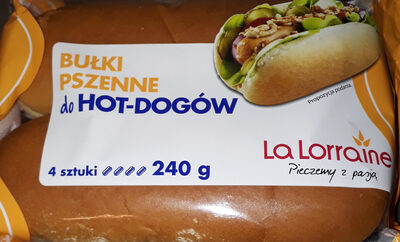 BUŁKI
PSZENNE
do HOT-DOGÓW
Propozycja podania.
4 sztuki 240 g
La Lorraine
Pieczemy z pasją